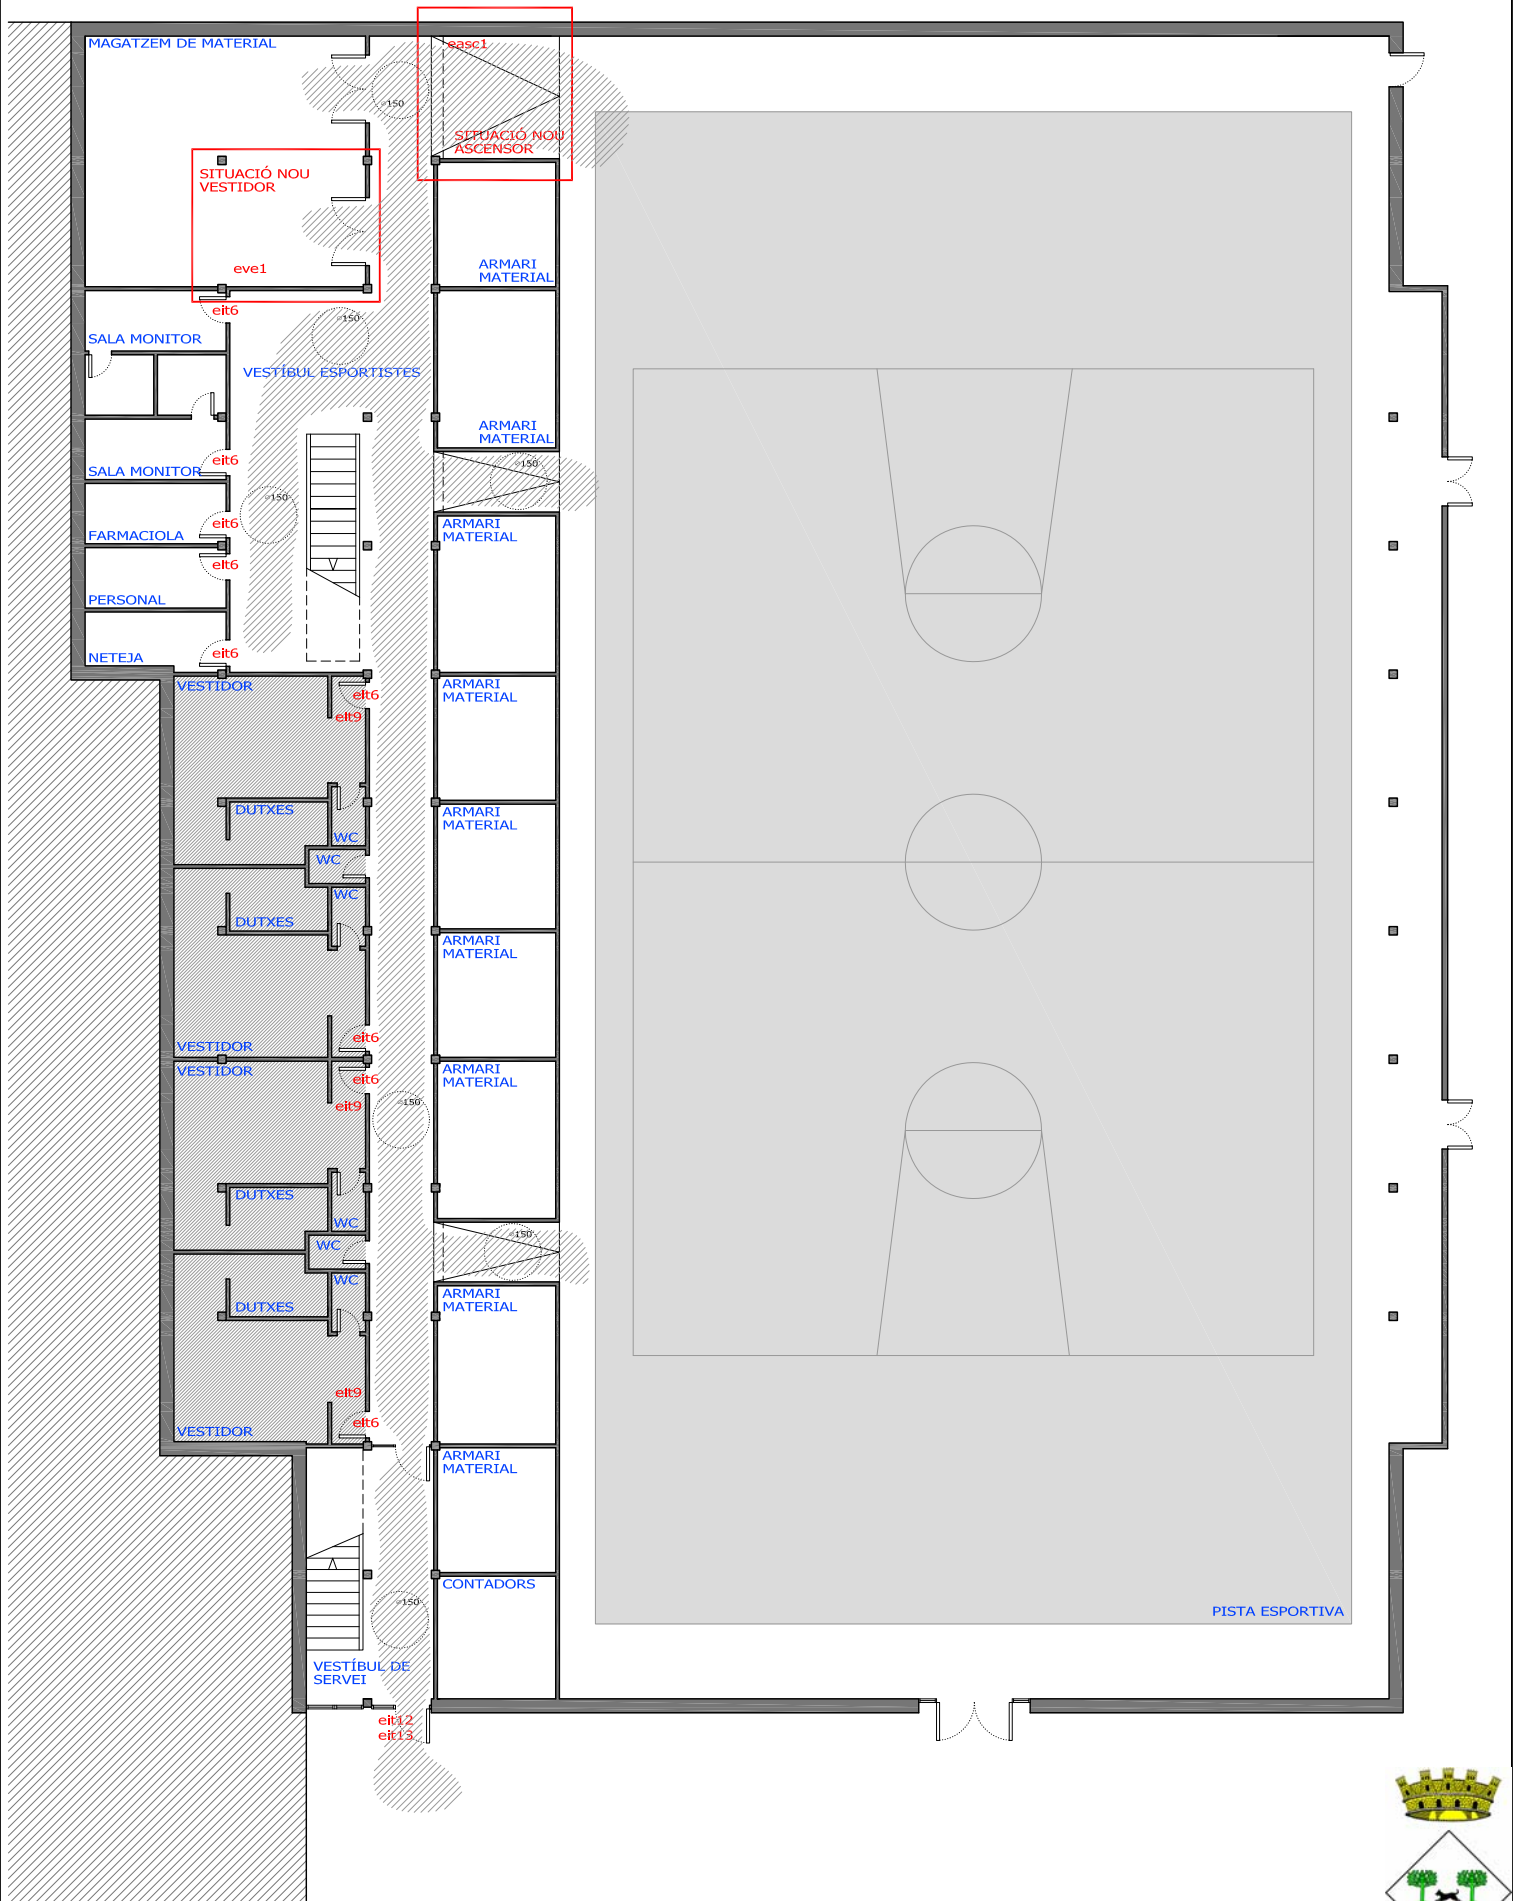 MAGATZEM DE MATERIAL
easc1
⌀150
SITUACIÓ NOU
ASCENSOR
SITUACIÓ NOU
VESTIDOR
eve1
ARMARI
MATERIAL
eit6
⌀150
SALA MONITOR
VESTÍBUL ESPORTISTES
ARMARI
MATERIAL
eit6
SALA MONITOR
⌀150
⌀150
eit6
FARMACIOLA
ARMARI
MATERIAL
eit6
PERSONAL
eit6
NETEJA
VESTIDOR
eit6
eit9
ARMARI
MATERIAL
DUTXES
WC
ARMARI
MATERIAL
WC
WC
DUTXES
ARMARI
MATERIAL
eit6
VESTIDOR
VESTIDOR
eit6
eit9
⌀150
ARMARI
MATERIAL
DUTXES
WC
WC
⌀150
WC
DUTXES
ARMARI
MATERIAL
eit9
eit6
VESTIDOR
ARMARI
MATERIAL
CONTADORS
⌀150
PISTA ESPORTIVA
VESTÍBUL DE
SERVEI
eit12
eit13